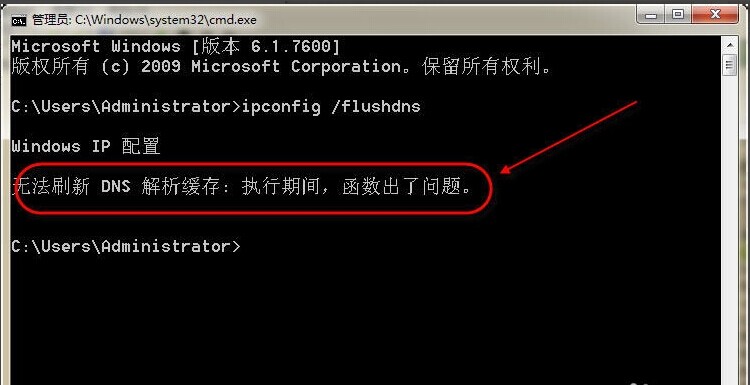 管理员: C:\Windows\system32\cmd.exe
Microsoft Windows [版本 6.1.7600]
版权所有 (c) 2009 Microsoft Corporation。保留所有权利。
C:\Users\Administrator>ipconfig /flushdns
Windows IP 配置
无法刷新 DNS 解析缓存: 执行期间，函数出了问题。
C:\Users\Administrator>